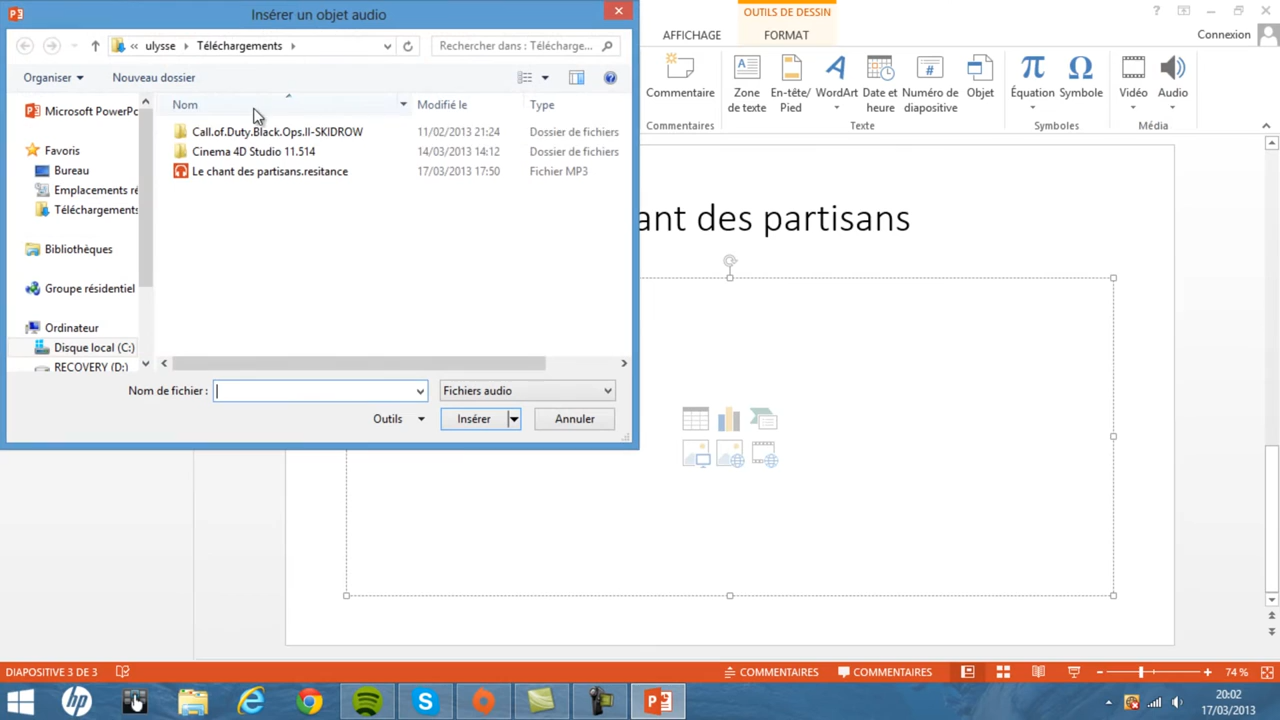 Insérer un objet audio
ulysse Téléchargements
Rechercher dans : Télécharge...
Organiser Nouveau dossier
Nom Modifié le Type
Microsoft PowerPc
Favoris
Bureau
Emplacements ré
Téléchargements
Bibliothèques
Groupe résidentiel
Ordinateur
Disque local (C:)
RECOVERY (D:)
Call.of.Duty.Black.Ops.II-SKIDROW 11/02/2013 21:24 Dossier de fichiers
Cinema 4D Studio 11.514 14/03/2013 14:12 Dossier de fichiers
Le chant des partisans.resitance 17/03/2013 17:50 Fichier MP3
Nom de fichier : Fichiers audio
Outils Insérer Annuler
OUTILS DE DESSIN
AFFICHAGE FORMAT Connexion
Commentaire
Zone de texte
En-tête/ Pied
WordArt
Date et heure
Numéro de diapositive
Objet
Équation
Symbole
Vidéo
Audio
Commentaires Texte Symboles Média
ant des partisans
DIAPOSITIVE 3 DE 3 COMMENTAIRES COMMENTAIRES 74 %
20:02
17/03/2013